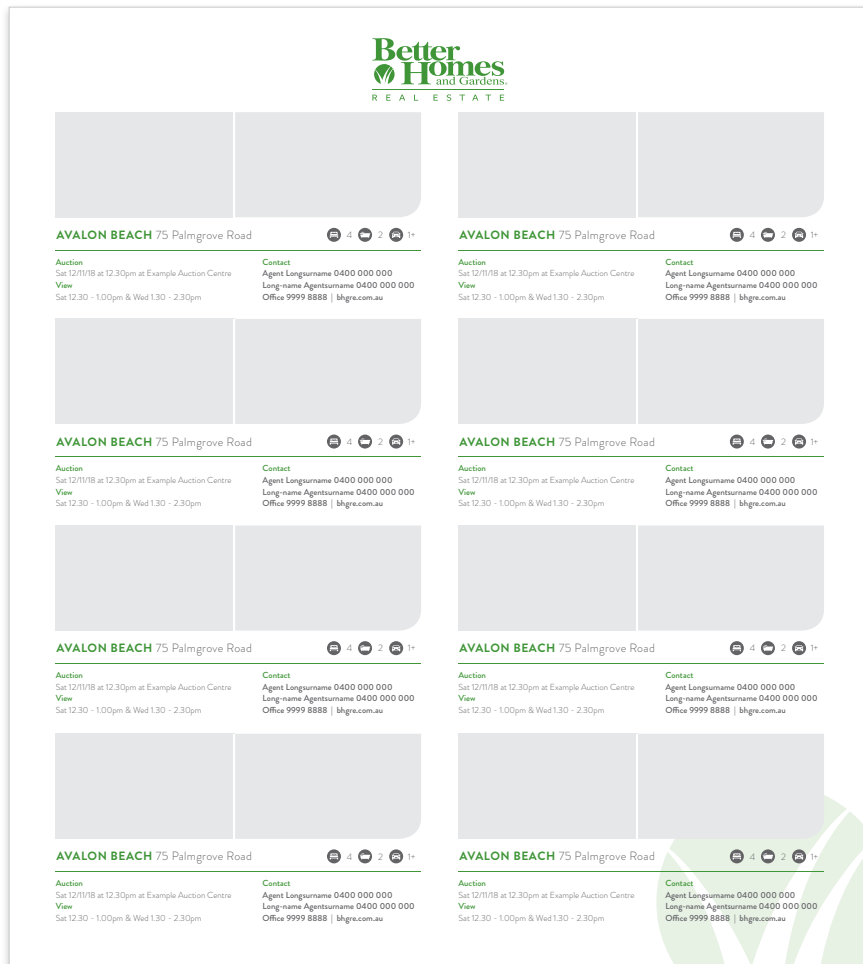 Better
Homes
and Gardens.
REAL ESTATE
AVALON BEACH 75 Palmgrove Road 4 2 1+
Auction
Sat 12/11/18 at 12.30pm at Example Auction Centre
View
Sat 12.30 - 1.00pm & Wed 1.30 - 2.30pm
Contact
Agent Longsurname 0400 000 000
Long-name Agentsurname 0400 000 000
Office 9999 8888 | bhgre.com.au
AVALON BEACH 75 Palmgrove Road 4 2 1+
Auction
Sat 12/11/18 at 12.30pm at Example Auction Centre
View
Sat 12.30 - 1.00pm & Wed 1.30 - 2.30pm
Contact
Agent Longsurname 0400 000 000
Long-name Agentsurname 0400 000 000
Office 9999 8888 | bhgre.com.au
AVALON BEACH 75 Palmgrove Road 4 2 1+
Auction
Sat 12/11/18 at 12.30pm at Example Auction Centre
View
Sat 12.30 - 1.00pm & Wed 1.30 - 2.30pm
Contact
Agent Longsurname 0400 000 000
Long-name Agentsurname 0400 000 000
Office 9999 8888 | bhgre.com.au
AVALON BEACH 75 Palmgrove Road 4 2 1+
Auction
Sat 12/11/18 at 12.30pm at Example Auction Centre
View
Sat 12.30 - 1.00pm & Wed 1.30 - 2.30pm
Contact
Agent Longsurname 0400 000 000
Long-name Agentsurname 0400 000 000
Office 9999 8888 | bhgre.com.au
AVALON BEACH 75 Palmgrove Road 4 2 1+
Auction
Sat 12/11/18 at 12.30pm at Example Auction Centre
View
Sat 12.30 - 1.00pm & Wed 1.30 - 2.30pm
Contact
Agent Longsurname 0400 000 000
Long-name Agentsurname 0400 000 000
Office 9999 8888 | bhgre.com.au
AVALON BEACH 75 Palmgrove Road 4 2 1+
Auction
Sat 12/11/18 at 12.30pm at Example Auction Centre
View
Sat 12.30 - 1.00pm & Wed 1.30 - 2.30pm
Contact
Agent Longsurname 0400 000 000
Long-name Agentsurname 0400 000 000
Office 9999 8888 | bhgre.com.au
AVALON BEACH 75 Palmgrove Road 4 2 1+
Auction
Sat 12/11/18 at 12.30pm at Example Auction Centre
View
Sat 12.30 - 1.00pm & Wed 1.30 - 2.30pm
Contact
Agent Longsurname 0400 000 000
Long-name Agentsurname 0400 000 000
Office 9999 8888 | bhgre.com.au
AVALON BEACH 75 Palmgrove Road 4 2 1+
Auction
Sat 12/11/18 at 12.30pm at Example Auction Centre
View
Sat 12.30 - 1.00pm & Wed 1.30 - 2.30pm
Contact
Agent Longsurname 0400 000 000
Long-name Agentsurname 0400 000 000
Office 9999 8888 | bhgre.com.au